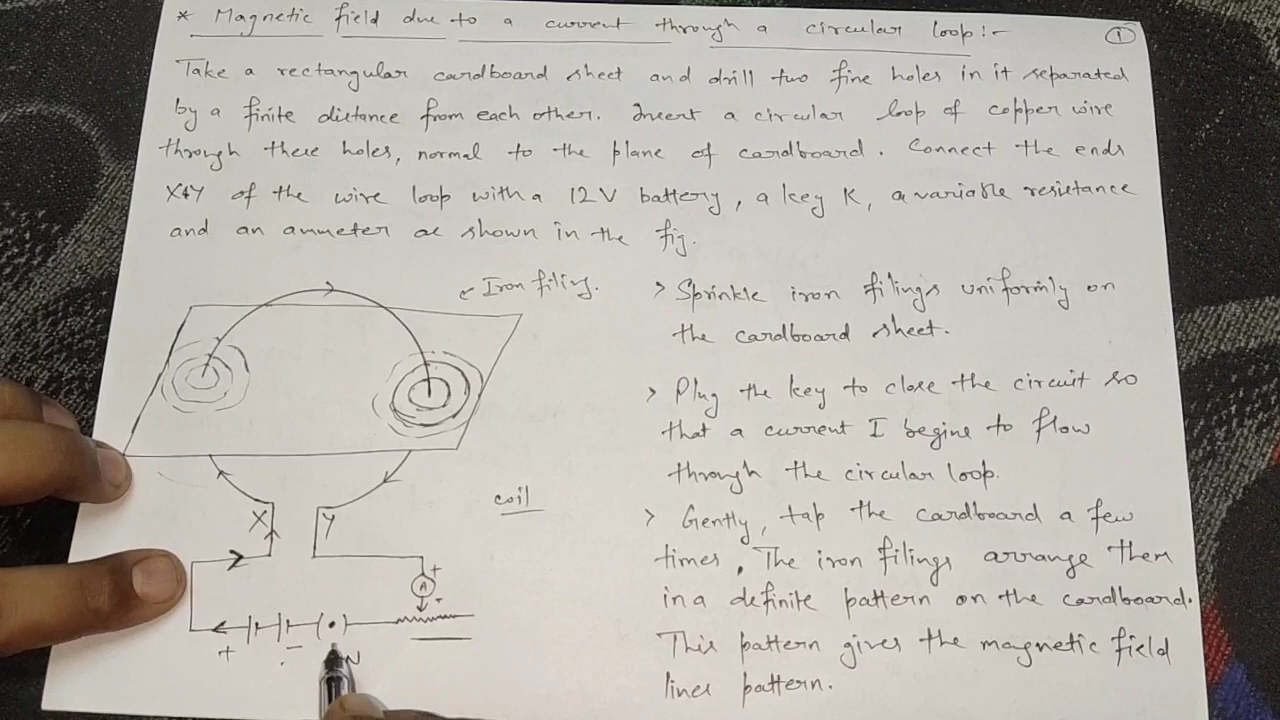 * Magnetic field due to a current through a circular loop:- ①
Take a rectangular cardboard sheet and drill two fine holes in it separated
by a finite distance from each other. Insert a circular loop of copper wire
through these holes, normal to the plane of cardboard. Connect the ends
X&Y of the wire loop with a 12V battery, a key K, a variable resistance
and an ammeter as shown in the fig.
← Iron filing.
> Sprinkle iron filings uniformly on
the cardboard sheet.
> Plug the key to close the circuit so
that a current I begins to flow
through the circular loop.
> Gently, tap the cardboard a few
times. The iron filings arrange them
in a definite pattern on the cardboard.
This pattern gives the magnetic field
lines pattern.
coil
X
Y
A
+
-
+
-